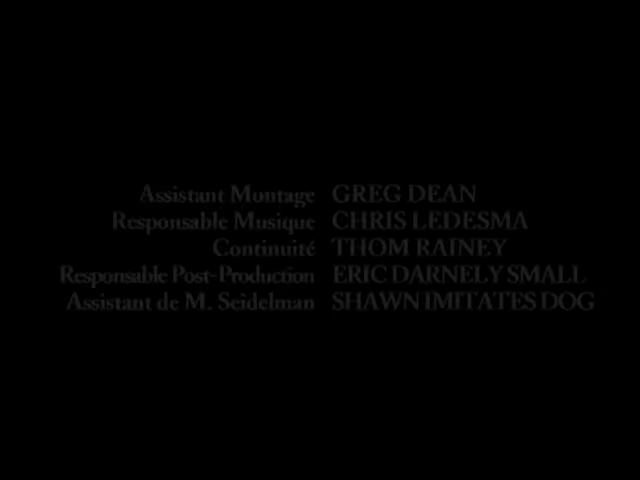 Assistant Montage GREG DEAN
Responsable Musique CHRIS LEDESMA
Continuité THOM RAINEY
Responsable Post-Production ERIC DARNELY SMALL
Assistant de M. Seidelman SHAWN IMITATES DOG